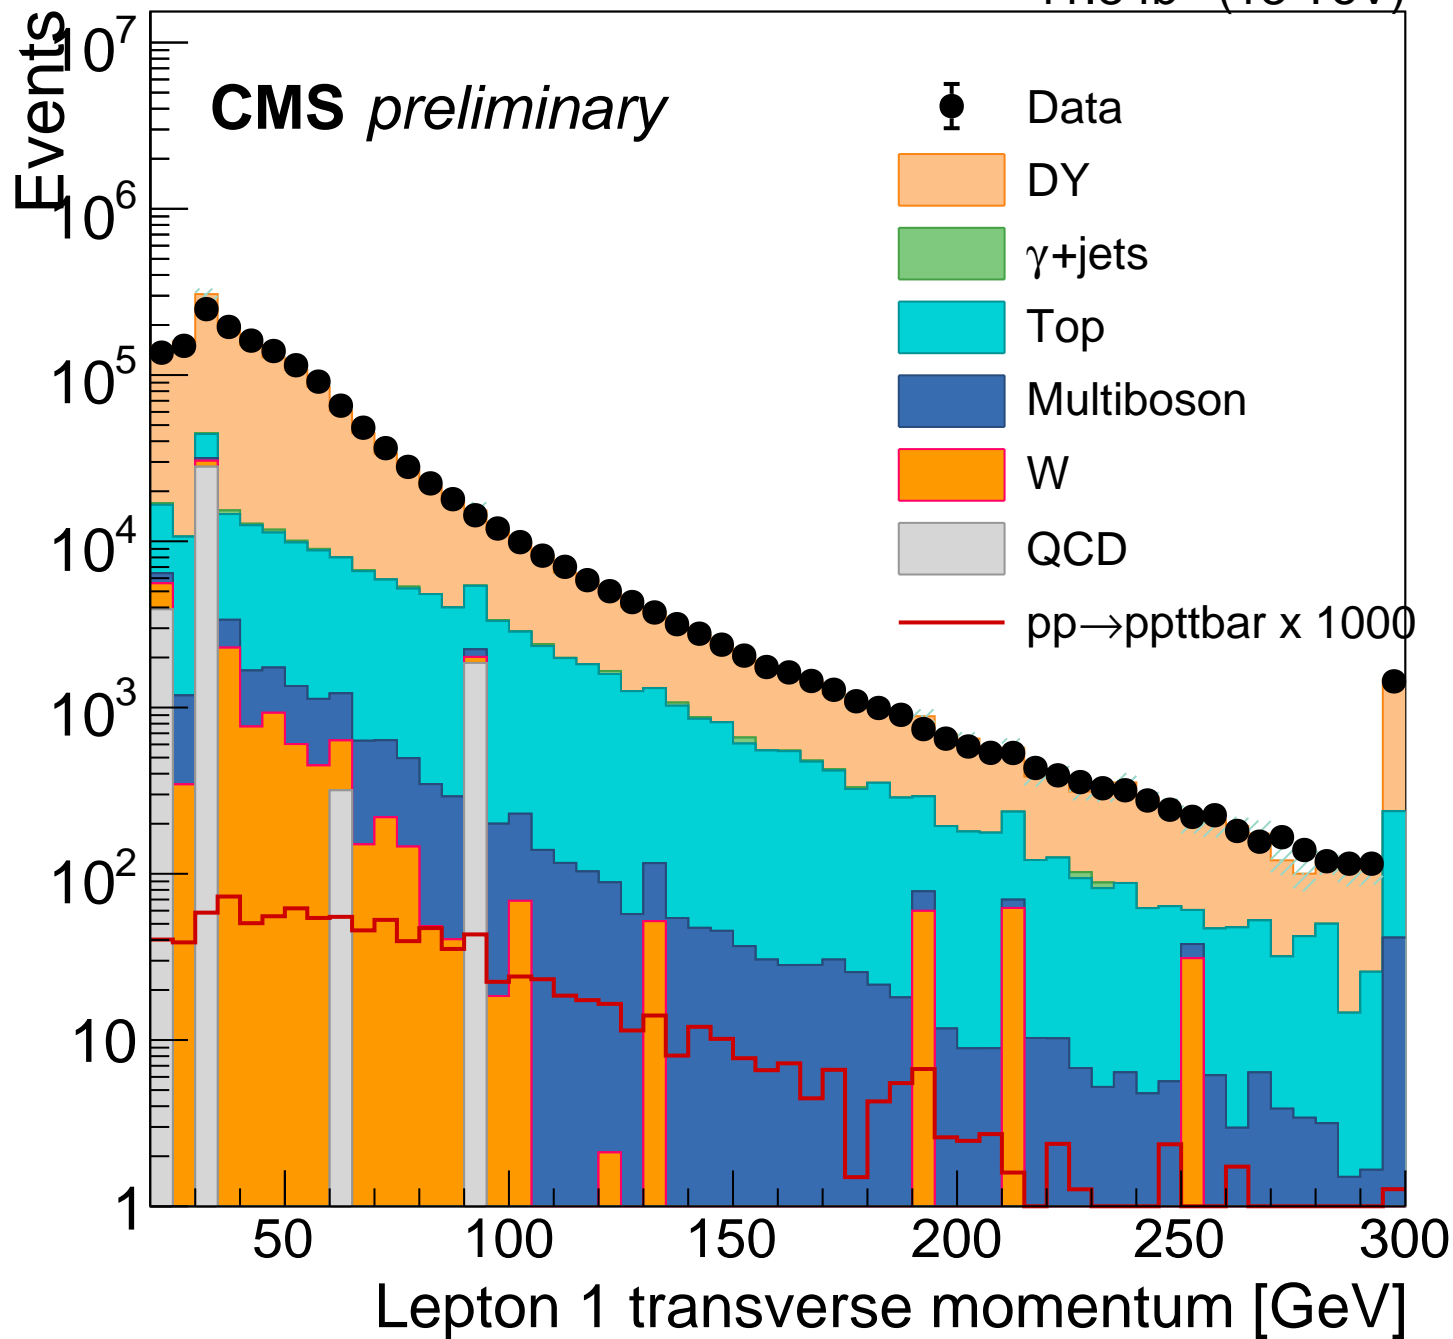 Events
CMS preliminary
Data
DY
γ+jets
Top
Multiboson
W
QCD
pp→ppttbar x 1000
10^7
10^6
10^5
10^4
10^3
10^2
10
1
50 100 150 200 250 300
Lepton 1 transverse momentum [GeV]